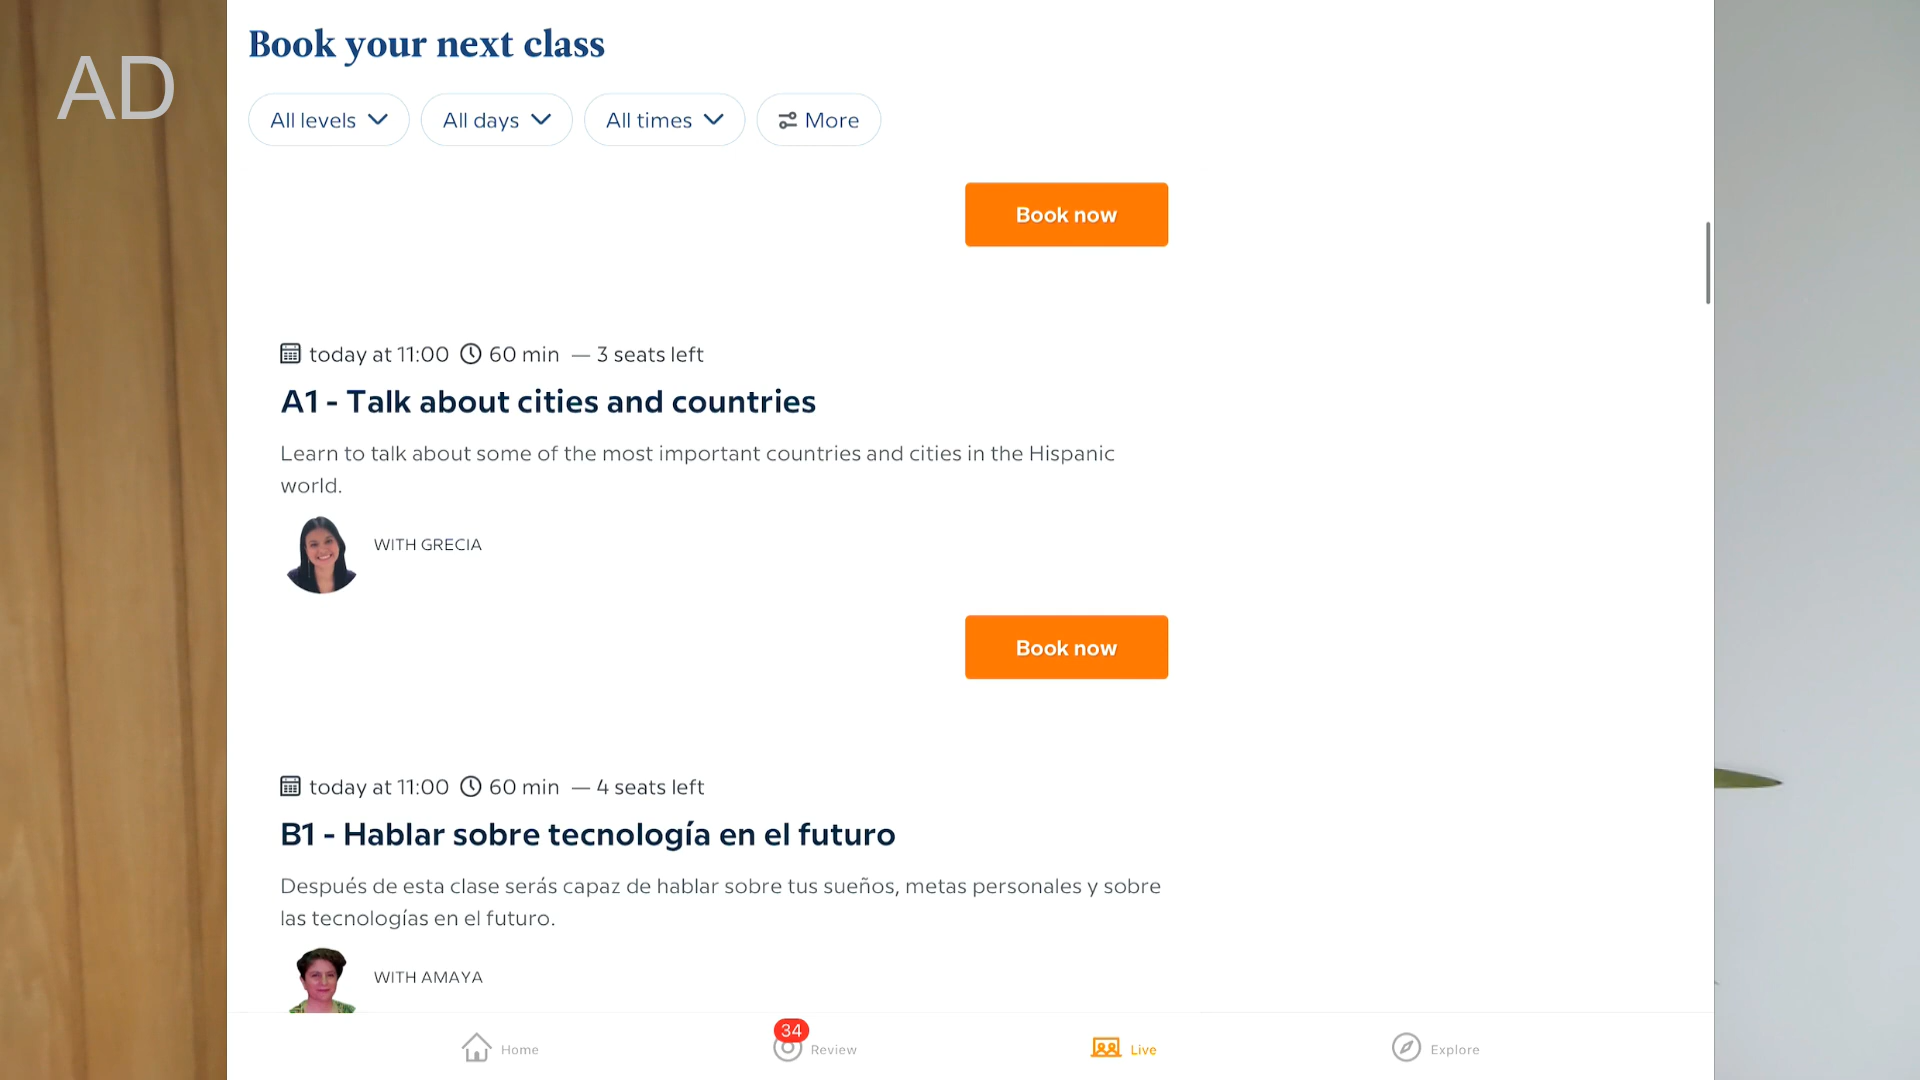 AD
Book your next class
All levels
All days
All times
More
Book now
today at 11:00 60 min — 3 seats left
A1 - Talk about cities and countries
Learn to talk about some of the most important countries and cities in the Hispanic
world.
WITH GRECIA
Book now
today at 11:00 60 min — 4 seats left
B1 - Hablar sobre tecnología en el futuro
Después de esta clase serás capaz de hablar sobre tus sueños, metas personales y sobre
las tecnologías en el futuro.
WITH AMAYA
Home
34
Review
Live
Explore